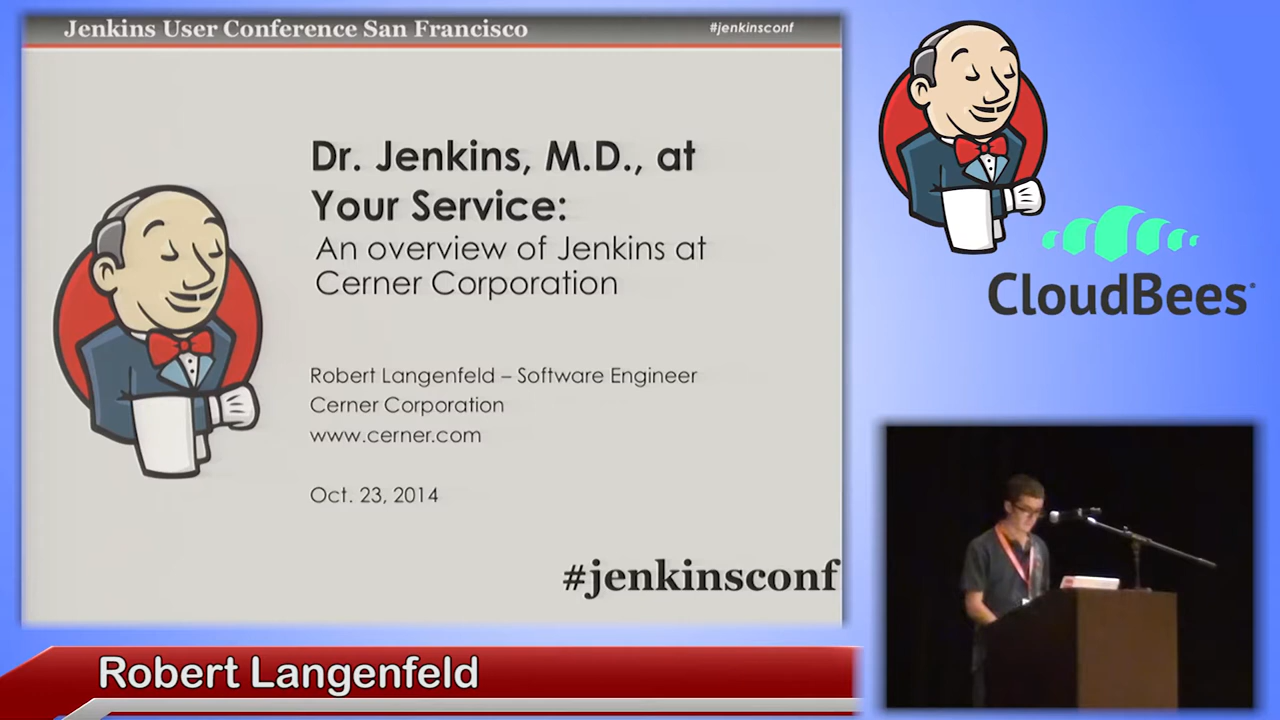 Jenkins User Conference San Francisco
#jenkinsconf
Dr. Jenkins, M.D., at
Your Service:
An overview of Jenkins at
Cerner Corporation
Robert Langenfeld – Software Engineer
Cerner Corporation
www.cerner.com
Oct. 23, 2014
#jenkinsconf
CloudBees
Robert Langenfeld